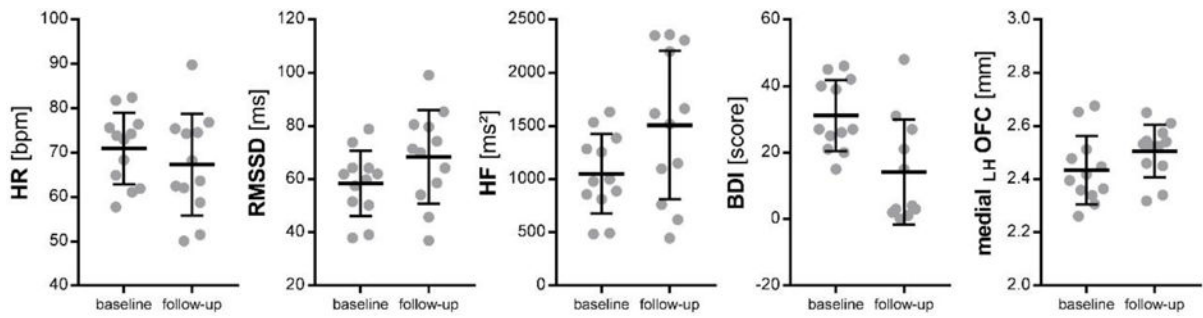 HR [bpm]
100
90
80
70
60
50
40
baseline
follow-up
RMSSD [ms]
120
100
80
60
40
20
baseline
follow-up
HF [ms²]
2500
2000
1500
1000
500
0
baseline
follow-up
BDI [score]
60
40
20
0
-20
baseline
follow-up
medial LH OFC [mm]
3.0
2.8
2.6
2.4
2.2
2.0
baseline
follow-up